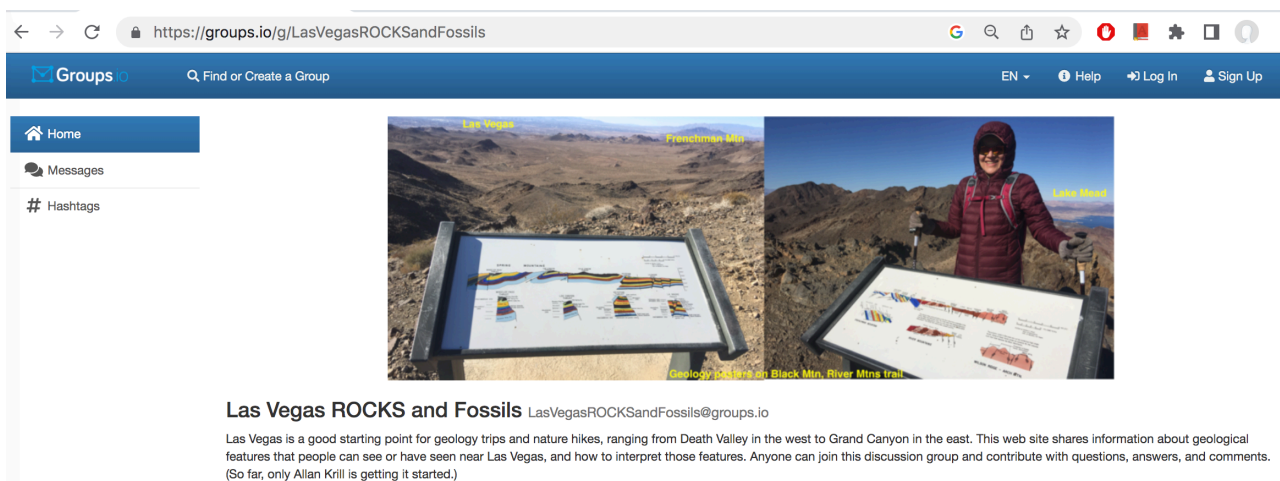 https://groups.io/g/LasVegasROCKSandFossils
Groups.io Find or Create a Group EN Help Log In Sign Up
Home
Messages
# Hashtags
Las Vegas
Frenchman Mtn
Lake Mead
Geology posters on Black Mtn, River Mtns trail
Las Vegas ROCKS and Fossils LasVegasROCKSandFossils@groups.io
Las Vegas is a good starting point for geology trips and nature hikes, ranging from Death Valley in the west to Grand Canyon in the east. This web site shares information about geological
features that people can see or have seen near Las Vegas, and how to interpret those features. Anyone can join this discussion group and contribute with questions, answers, and comments.
(So far, only Allan Krill is getting it started.)